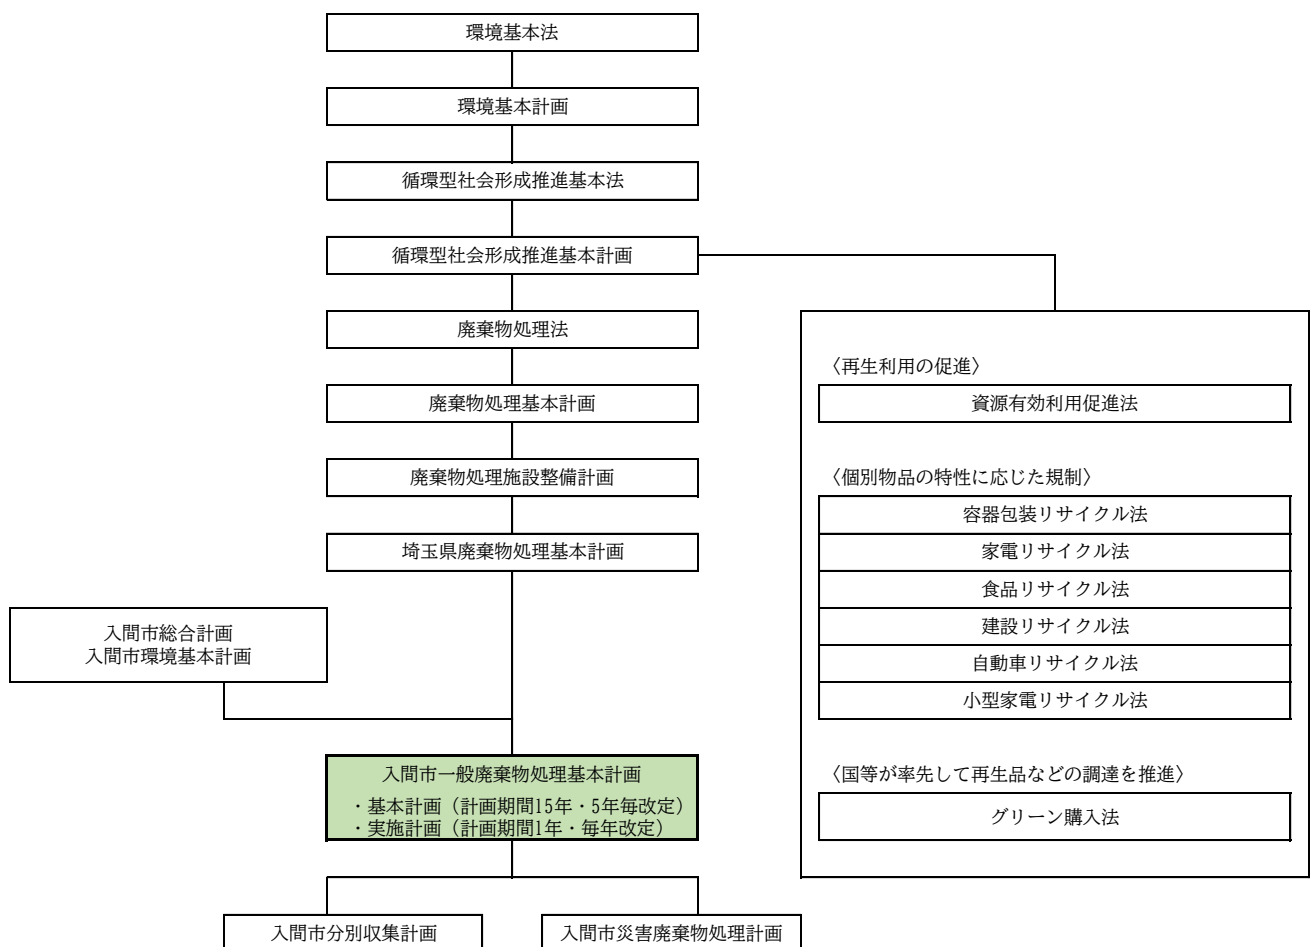 環境基本法
環境基本計画
循環型社会形成推進基本法
循環型社会形成推進基本計画
廃棄物処理法
廃棄物処理基本計画
廃棄物処理施設整備計画
埼玉県廃棄物処理基本計画
入間市総合計画
入間市環境基本計画
入間市一般廃棄物処理基本計画
・基本計画（計画期間15年・5年毎改定）
・実施計画（計画期間1年・毎年改定）
入間市分別収集計画
入間市災害廃棄物処理計画
〈再生利用の促進〉
資源有効利用促進法
〈個別物品の特性に応じた規制〉
容器包装リサイクル法
家電リサイクル法
食品リサイクル法
建設リサイクル法
自動車リサイクル法
小型家電リサイクル法
〈国等が率先して再生品などの調達を推進〉
グリーン購入法